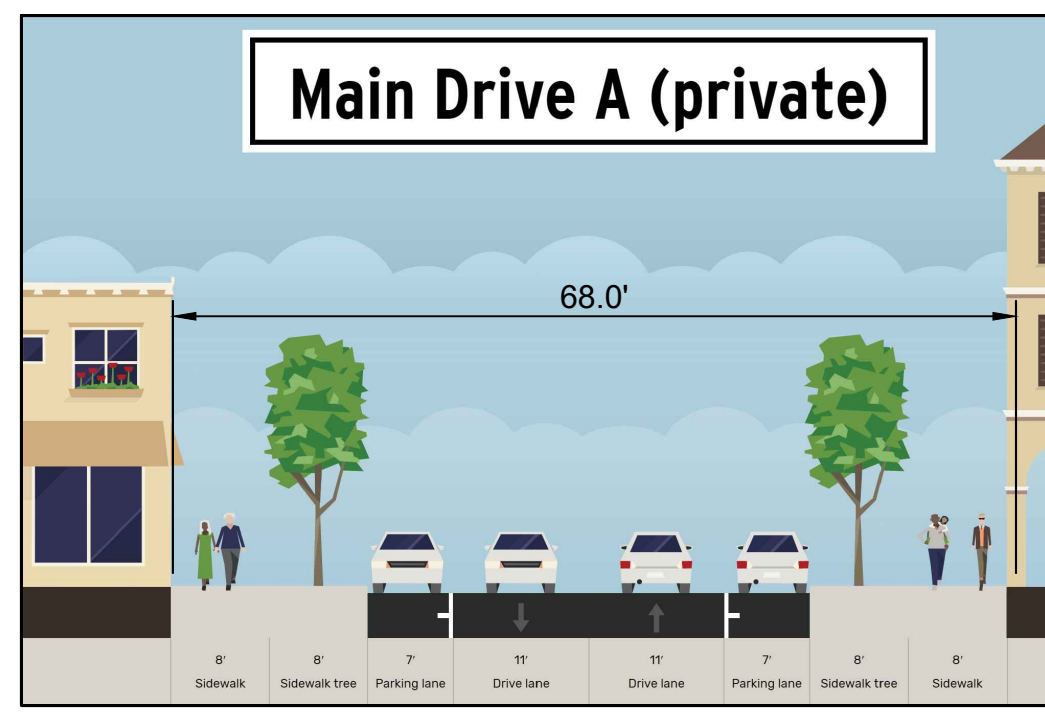 Main Drive A (private)
68.0'
8' 8' 7' 11' 11' 7' 8' 8'
Sidewalk Sidewalk tree Parking lane Drive lane Drive lane Parking lane Sidewalk tree Sidewalk